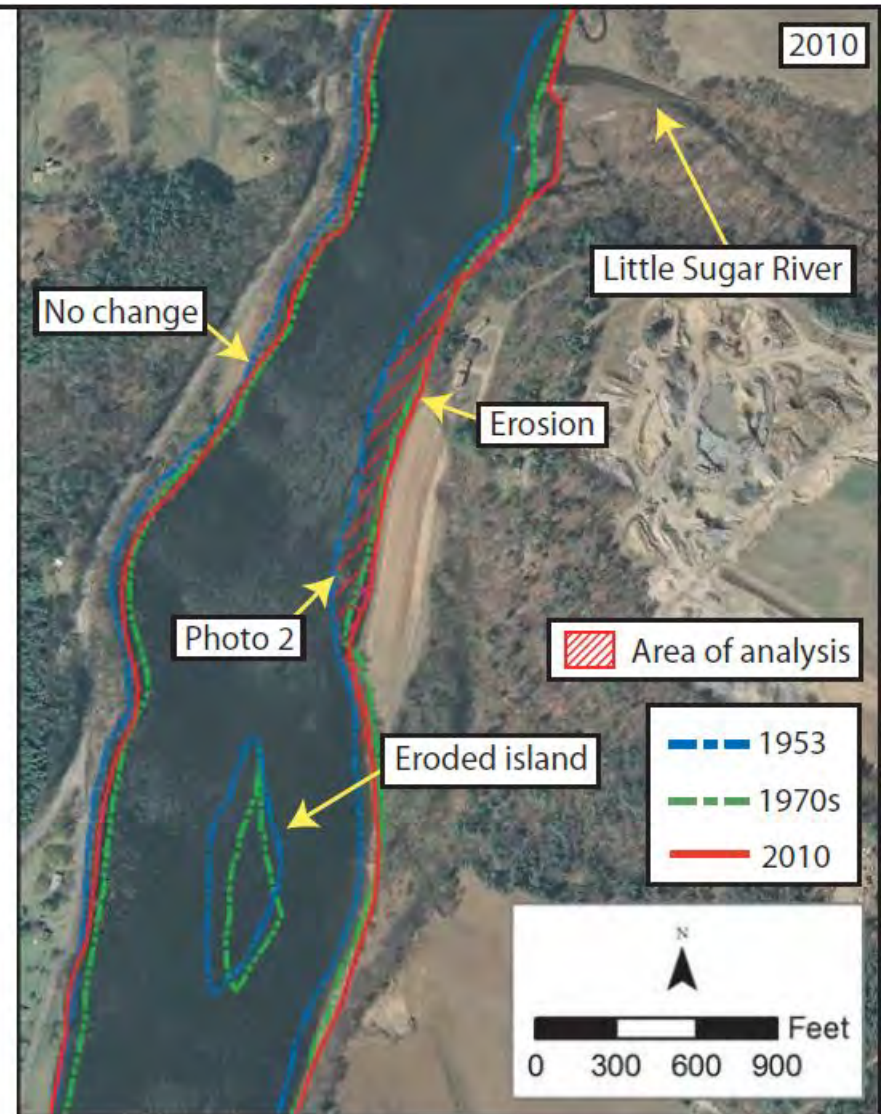 2010
Little Sugar River
No change
Erosion
Photo 2
Area of analysis
1953
Eroded island
1970s
2010
N
Feet
0 300 600 900